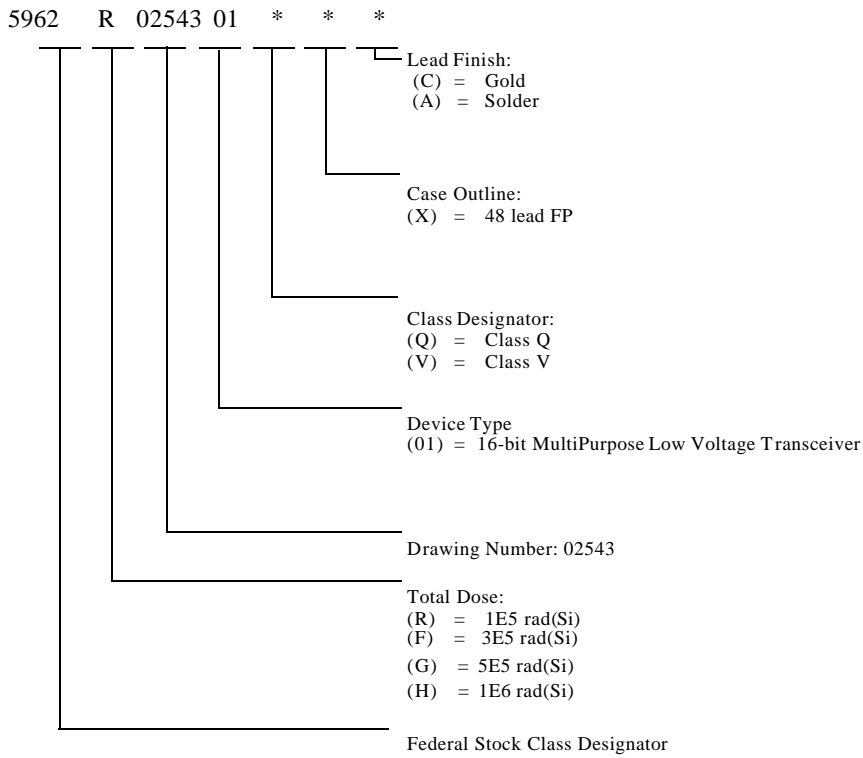 5962 R 02543 01 * * *
Lead Finish:
(C) = Gold
(A) = Solder
Case Outline:
(X) = 48 lead FP
Class Designator:
(Q) = Class Q
(V) = Class V
Device Type
(01) = 16-bit MultiPurpose Low Voltage Transceiver
Drawing Number: 02543
Total Dose:
(R) = 1E5 rad(Si)
(F) = 3E5 rad(Si)
(G) = 5E5 rad(Si)
(H) = 1E6 rad(Si)
Federal Stock Class Designator